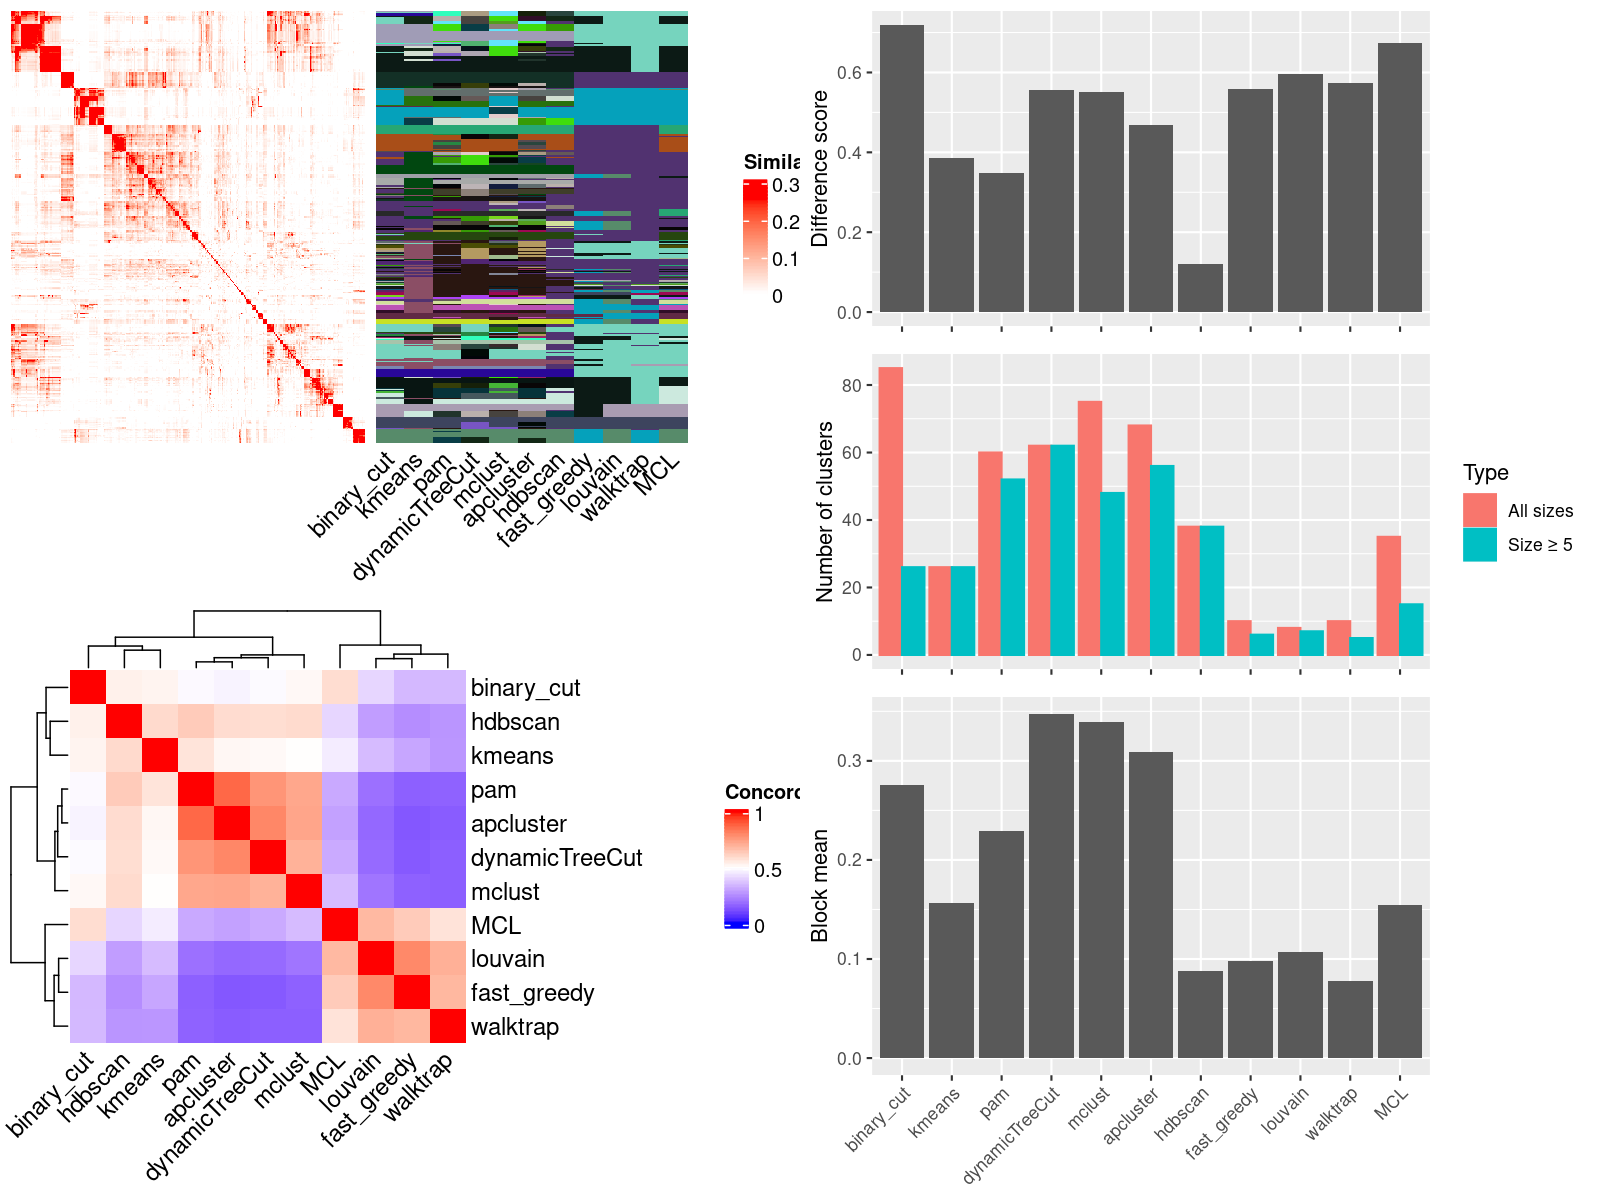 Simila
0.3
0.2
0.1
0
binary_cut
kmeans
pam
dynamicTreeCut
mclust
apcluster
hdbscan
fast_greedy
louvain
walktrap
MCL
Difference score
0.6
0.4
0.2
0.0
Number of clusters
80
60
40
20
0
Type
All sizes
Size ≥ 5
binary_cut
hdbscan
kmeans
pam
apcluster
dynamicTreeCut
mclust
MCL
louvain
fast_greedy
walktrap
binary_cut
hdbscan
kmeans
pam
apcluster
dynamicTreeCut
mclust
MCL
louvain
fast_greedy
walktrap
Concord
1
0.5
0
Block mean
0.3
0.2
0.1
0.0
binary_cut
kmeans
pam
dynamicTreeCut
mclust
apcluster
hdbscan
fast_greedy
louvain
walktrap
MCL